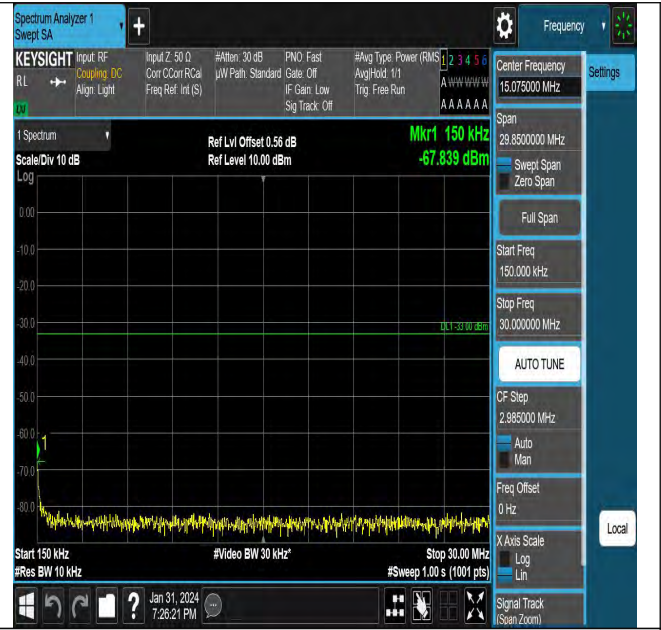 Spectrum Analyzer 1
Swept SA
+
Frequency
KEYSIGHT
RL
Input: RF
Coupling: DC
Align: Light
Input Z: 50 Ω
Corr CCorr RCal
Freq Ref: Int (S)
#Atten: 30 dB
µW Path: Standard
PNO: Fast
Gate: Off
IF Gain: Low
Sig Track: Off
#Avg Type: Power (RMS
Avg|Hold: 1/1
Trig: Free Run
1 2 3 4 5 6
A W W W W W
A A A A A A
1 Spectrum
Scale/Div 10 dB
Ref Lvl Offset 0.56 dB
Ref Level 10.00 dBm
Mkr1 150 kHz
-67.839 dBm
Log
0.00
-10.0
-20.0
-30.0
DL1 -33.00 dBm
-40.0
-50.0
-60.0
1
-70.0
-80.0
Start 150 kHz
#Video BW 30 kHz*
Stop 30.00 MHz
#Res BW 10 kHz
#Sweep 1.00 s (1001 pts)
?
Jan 31, 2024
7:26:21 PM
Center Frequency
15.075000 MHz
Settings
Span
29.8500000 MHz
Swept Span
Zero Span
Full Span
Start Freq
150.000 kHz
Stop Freq
30.000000 MHz
AUTO TUNE
CF Step
2.985000 MHz
Auto
Man
Freq Offset
0 Hz
X Axis Scale
Log
Lin
Local
Signal Track
(Span Zoom)